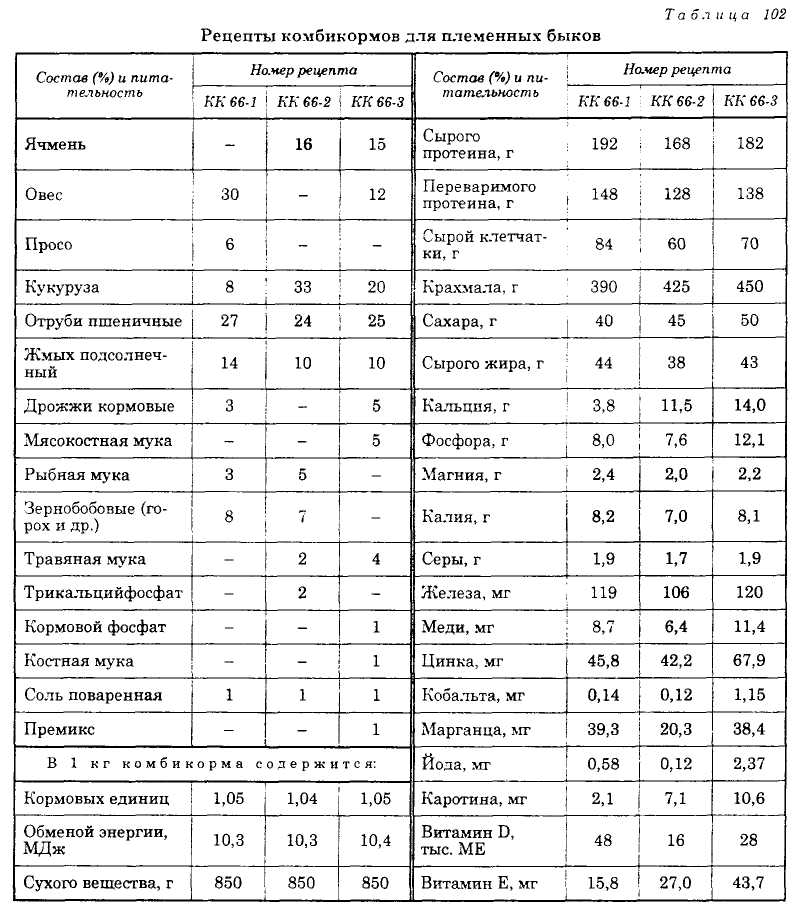 Таблица 102
Рецепты комбикормов для племенных быков
Состав (%) и пита-
тельность
Номер рецепта
КК 66-1 КК 66-2 КК 66-3
Ячмень – 16 15
Овес 30 – 12
Просо 6 – –
Кукуруза 8 33 20
Отруби пшеничные 27 24 25
Жмых подсолнеч-
ный 14 10 10
Дрожжи кормовые 3 – 5
Мясокостная мука – – 5
Рыбная мука 3 5 –
Зернобобовые (го-
рох и др.) 8 7 –
Травяная мука – 2 4
Трикальцийфосфат – 2 –
Кормовой фосфат – – 1
Костная мука – – 1
Соль поваренная 1 1 1
Премикс – – 1
В 1 кг комбикорма содержится:
Кормовых единиц 1,05 1,04 1,05
Обменой энергии,
МДж 10,3 10,3 10,4
Сухого вещества, г 850 850 850
Состав (%) и пи-
тательность
Номер рецепта
КК 66-1 КК 66-2 КК 66-3
Сырого
протеина, г 192 168 182
Переваримого
протеина, г 148 128 138
Сырой клетчат-
ки, г 84 60 70
Крахмала, г 390 425 450
Сахара, г 40 45 50
Сырого жира, г 44 38 43
Кальция, г 3,8 11,5 14,0
Фосфора, г 8,0 7,6 12,1
Магния, г 2,4 2,0 2,2
Калия, г 8,2 7,0 8,1
Серы, г 1,9 1,7 1,9
Железа, мг 119 106 120
Меди, мг 8,7 6,4 11,4
Цинка, мг 45,8 42,2 67,9
Кобальта, мг 0,14 0,12 1,15
Марганца, мг 39,3 20,3 38,4
Йода, мг 0,58 0,12 2,37
Каротина, мг 2,1 7,1 10,6
Витамин D,
тыс. МЕ 48 16 28
Витамин Е, мг 15,8 27,0 43,7